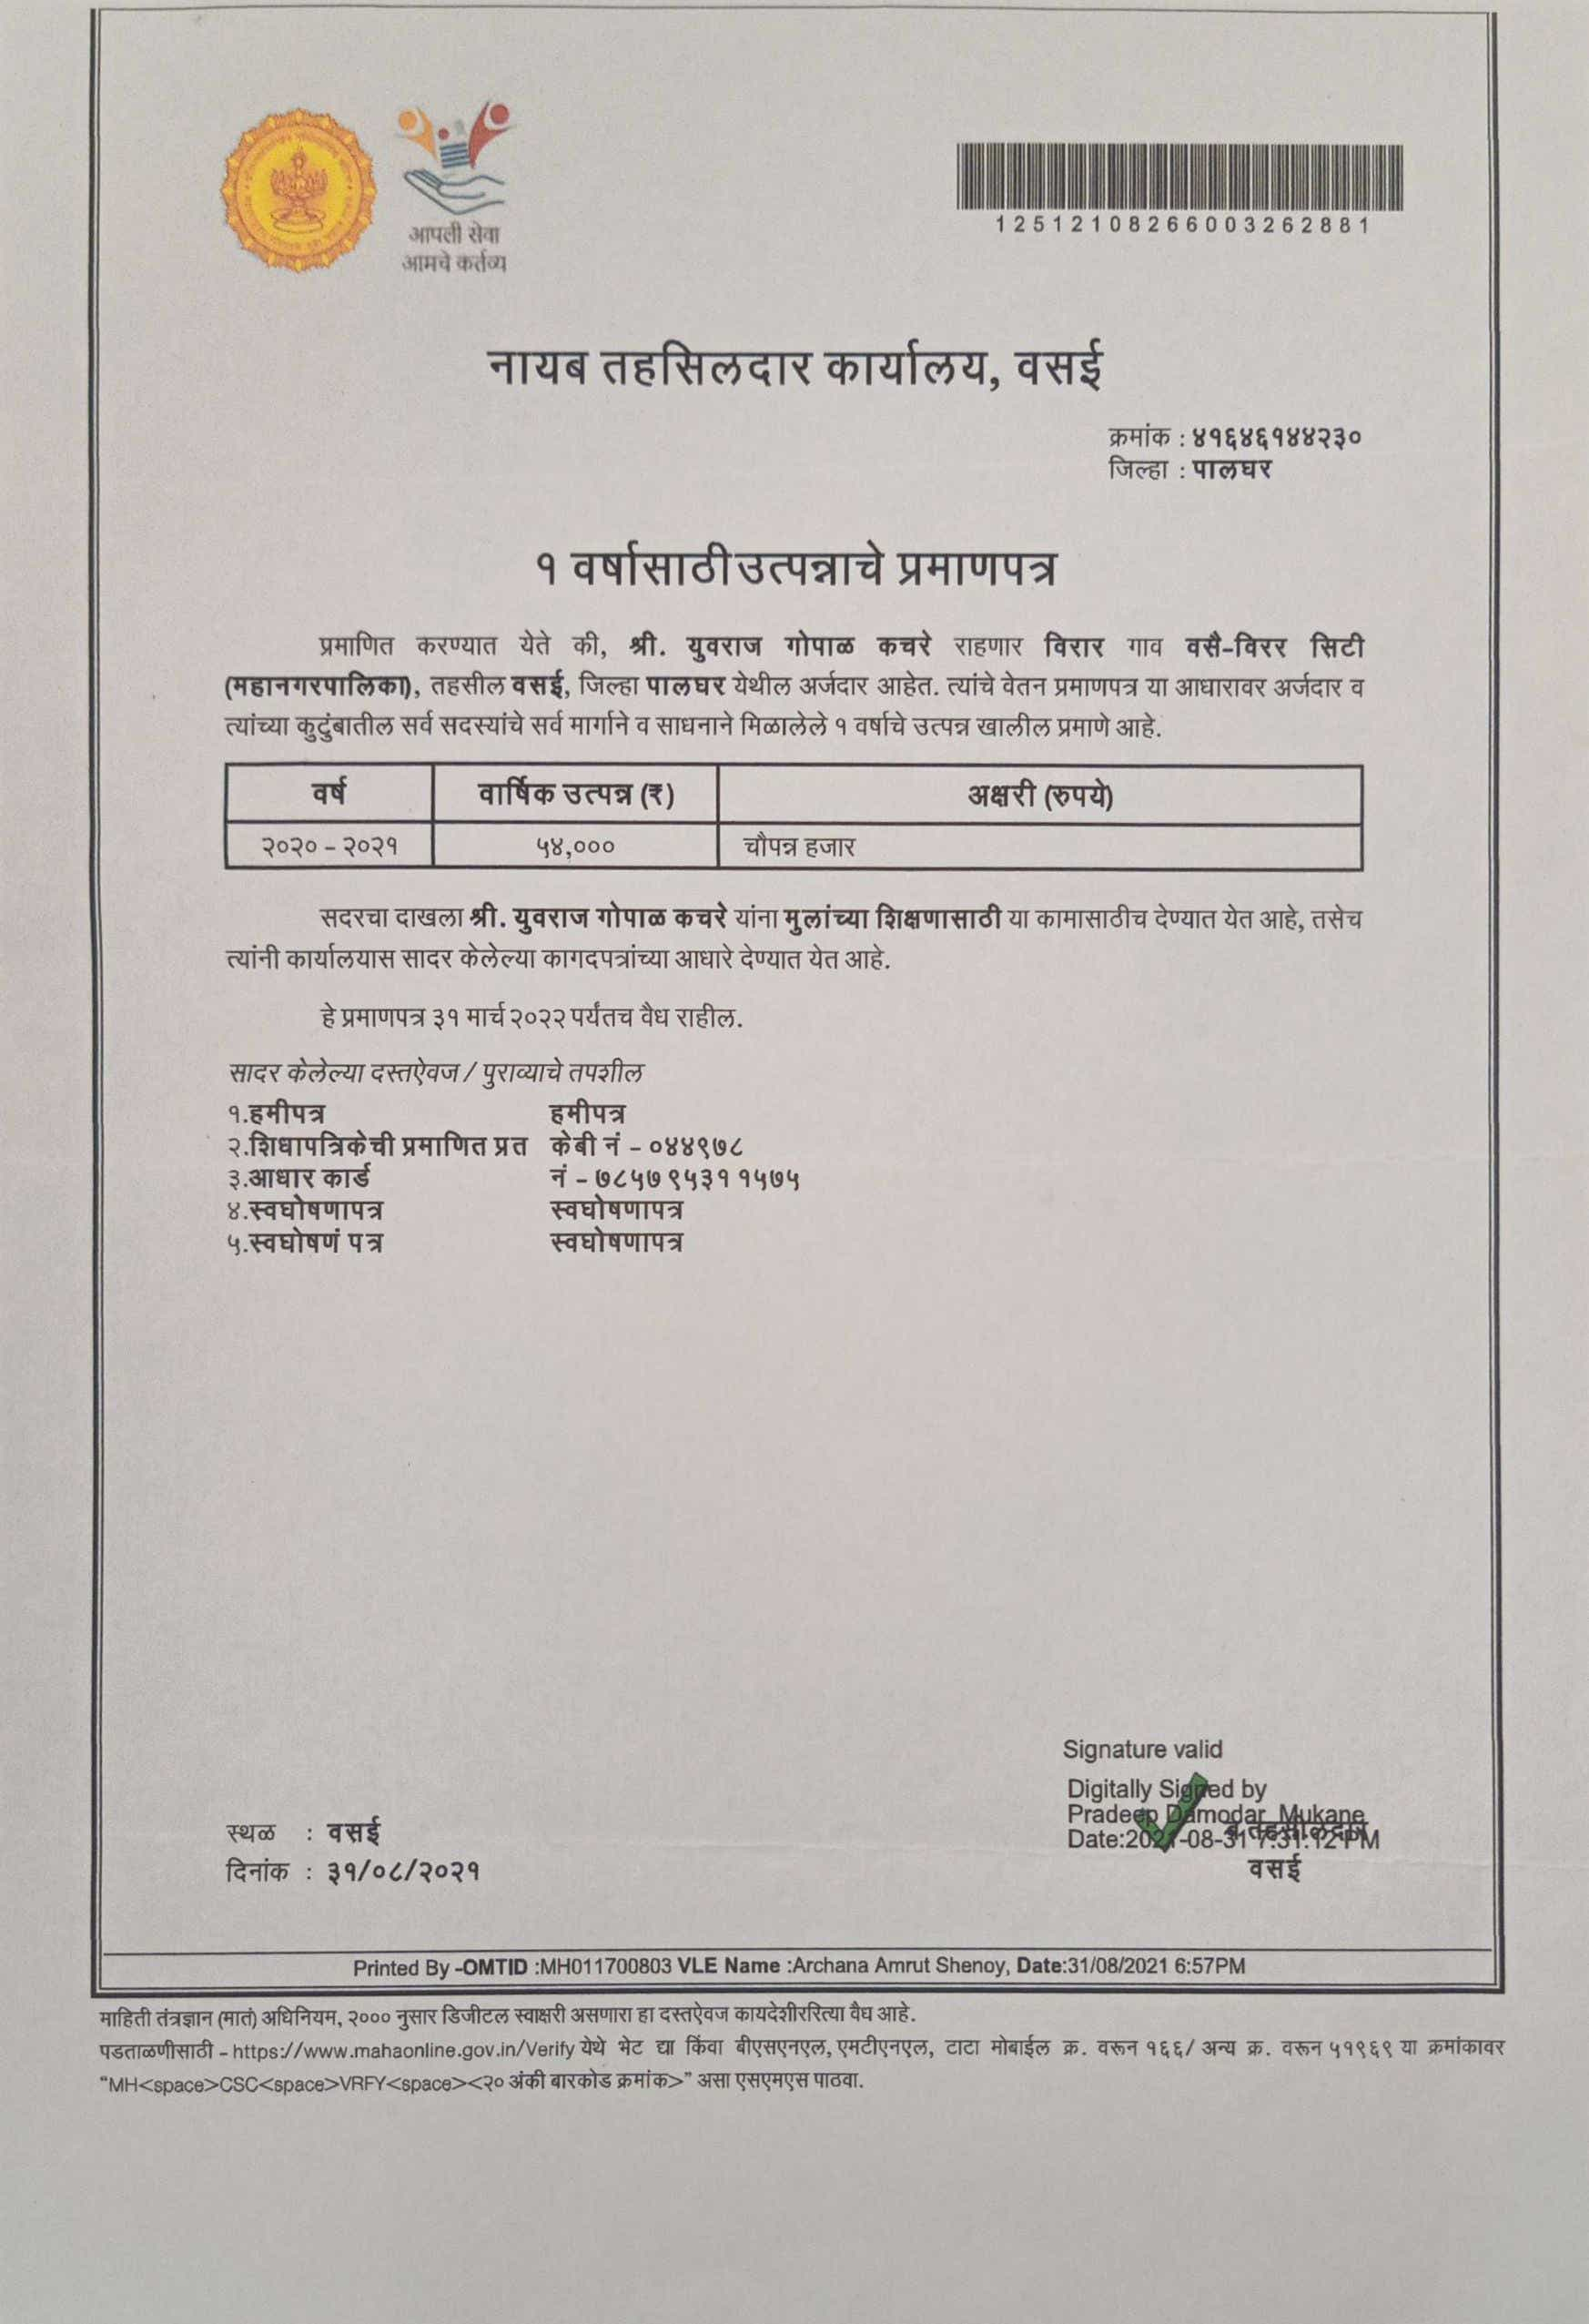 आपली सेवा
आमचे कर्तव्य
12512108266003262881
नायब तहसिलदार कार्यालय, वसई
क्रमांक : ४१६४६१४४२३०
जिल्हा : पालघर
१ वर्षासाठी उत्पन्नाचे प्रमाणपत्र
प्रमाणित करण्यात येते की, श्री. युवराज गोपाळ कचरे राहणार विरार गाव वसै-विरर सिटी
(महानगरपालिका), तहसील वसई, जिल्हा पालघर येथील अर्जदार आहेत. त्यांचे वेतन प्रमाणपत्र या आधारावर अर्जदार व
त्यांच्या कुटुंबातील सर्व सदस्यांचे सर्व मार्गाने व साधनाने मिळालेले १ वर्षाचे उत्पन्न खालील प्रमाणे आहे.
वर्ष वार्षिक उत्पन्न (₹) अक्षरी (रुपये)
२०२० - २०२१ ५४,००० चौपन्न हजार
सदरचा दाखला श्री. युवराज गोपाळ कचरे यांना मुलांच्या शिक्षणासाठी या कामासाठीच देण्यात येत आहे, तसेच
त्यांनी कार्यालयास सादर केलेल्या कागदपत्रांच्या आधारे देण्यात येत आहे.
हे प्रमाणपत्र ३१ मार्च २०२२ पर्यंतच वैध राहील.
सादर केलेल्या दस्तऐवज / पुराव्याचे तपशील
१.हमीपत्र हमीपत्र
२.शिधापत्रिकेची प्रमाणित प्रत केबी नं - ०४४९७८
३.आधार कार्ड नं - ७८५७ ९५३१ १५७५
४.स्वघोषणापत्र स्वघोषणापत्र
५.स्वघोषणं पत्र स्वघोषणापत्र
Signature valid
Digitally Signed by
Pradeep Damodar Mukane
Date:2021-08-31 7:31:12 PM
स्थळ : वसई
दिनांक : ३१/०८/२०२१
वसई
Printed By -OMTID :MH011700803 VLE Name :Archana Amrut Shenoy, Date:31/08/2021 6:57PM
माहिती तंत्रज्ञान (मातं) अधिनियम, २००० नुसार डिजीटल स्वाक्षरी असणारा हा दस्तऐवज कायदेशीररित्या वैध आहे.
पडताळणीसाठी - https://www.mahaonline.gov.in/Verify येथे भेट द्या किंवा बीएसएनएल, एमटीएनएल, टाटा मोबाईल क्र. वरून १६६/ अन्य क्र. वरून ५१९६९ या क्रमांकावर
"MH<space>CSC<space>VRFY<space><२० अंकी बारकोड क्रमांक>" असा एसएमएस पाठवा.